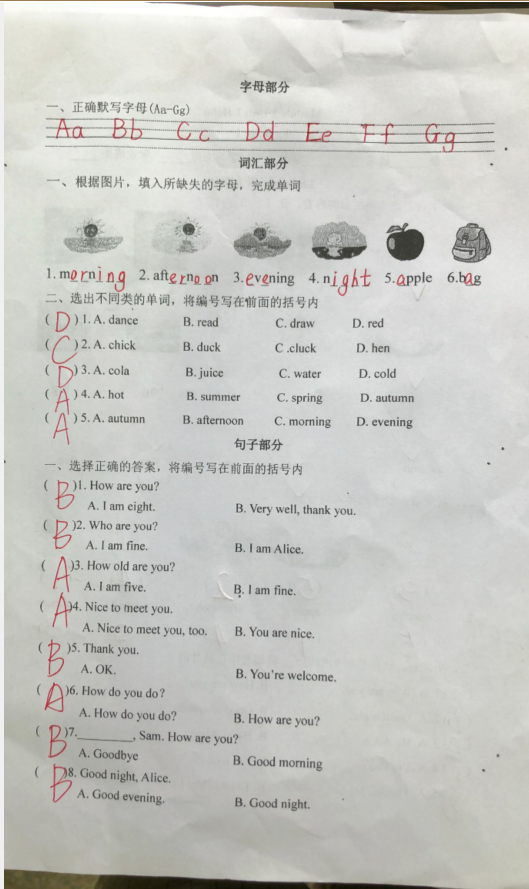 字母部分
一、正确默写字母(Aa-Gg)
Aa Bb Cc Dd Ee Ff Gg
词汇部分
一、根据图片，填入所缺失的字母，完成单词
1. morning 2. afternoon 3. evening 4. night 5. apple 6.bag
二、选出不同类的单词，将编号写在前面的括号内
( D ) 1. A. dance B. read C. draw D. red
( C ) 2. A. chick B. duck C .cluck D. hen
( D ) 3. A. cola B. juice C. water D. cold
( A ) 4. A. hot B. summer C. spring D. autumn
( A ) 5. A. autumn B. afternoon C. morning D. evening
句子部分
一、选择正确的答案，将编号写在前面的括号内
( B )1. How are you?
A. I am eight. B. Very well, thank you.
( B )2. Who are you?
A. I am fine. B. I am Alice.
( A )3. How old are you?
A. I am five. B. I am fine.
( A )4. Nice to meet you.
A. Nice to meet you, too. B. You are nice.
( B )5. Thank you.
A. OK. B. You're welcome.
( A )6. How do you do?
A. How do you do? B. How are you?
( B )7.________, Sam. How are you?
A. Goodbye B. Good morning
( B )8. Good night, Alice.
A. Good evening. B. Good night.